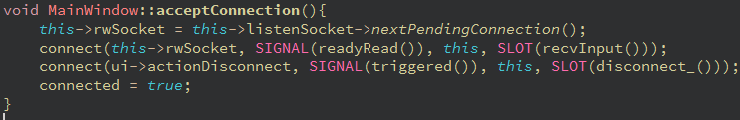 void MainWindow::acceptConnection(){
    this->rwSocket = this->listenSocket->nextPendingConnection();
    connect(this->rwSocket, SIGNAL(readyRead()), this, SLOT(recvInput()));
    connect(ui->actionDisconnect, SIGNAL(triggered()), this, SLOT(disconnect_()));
    connected = true;
}